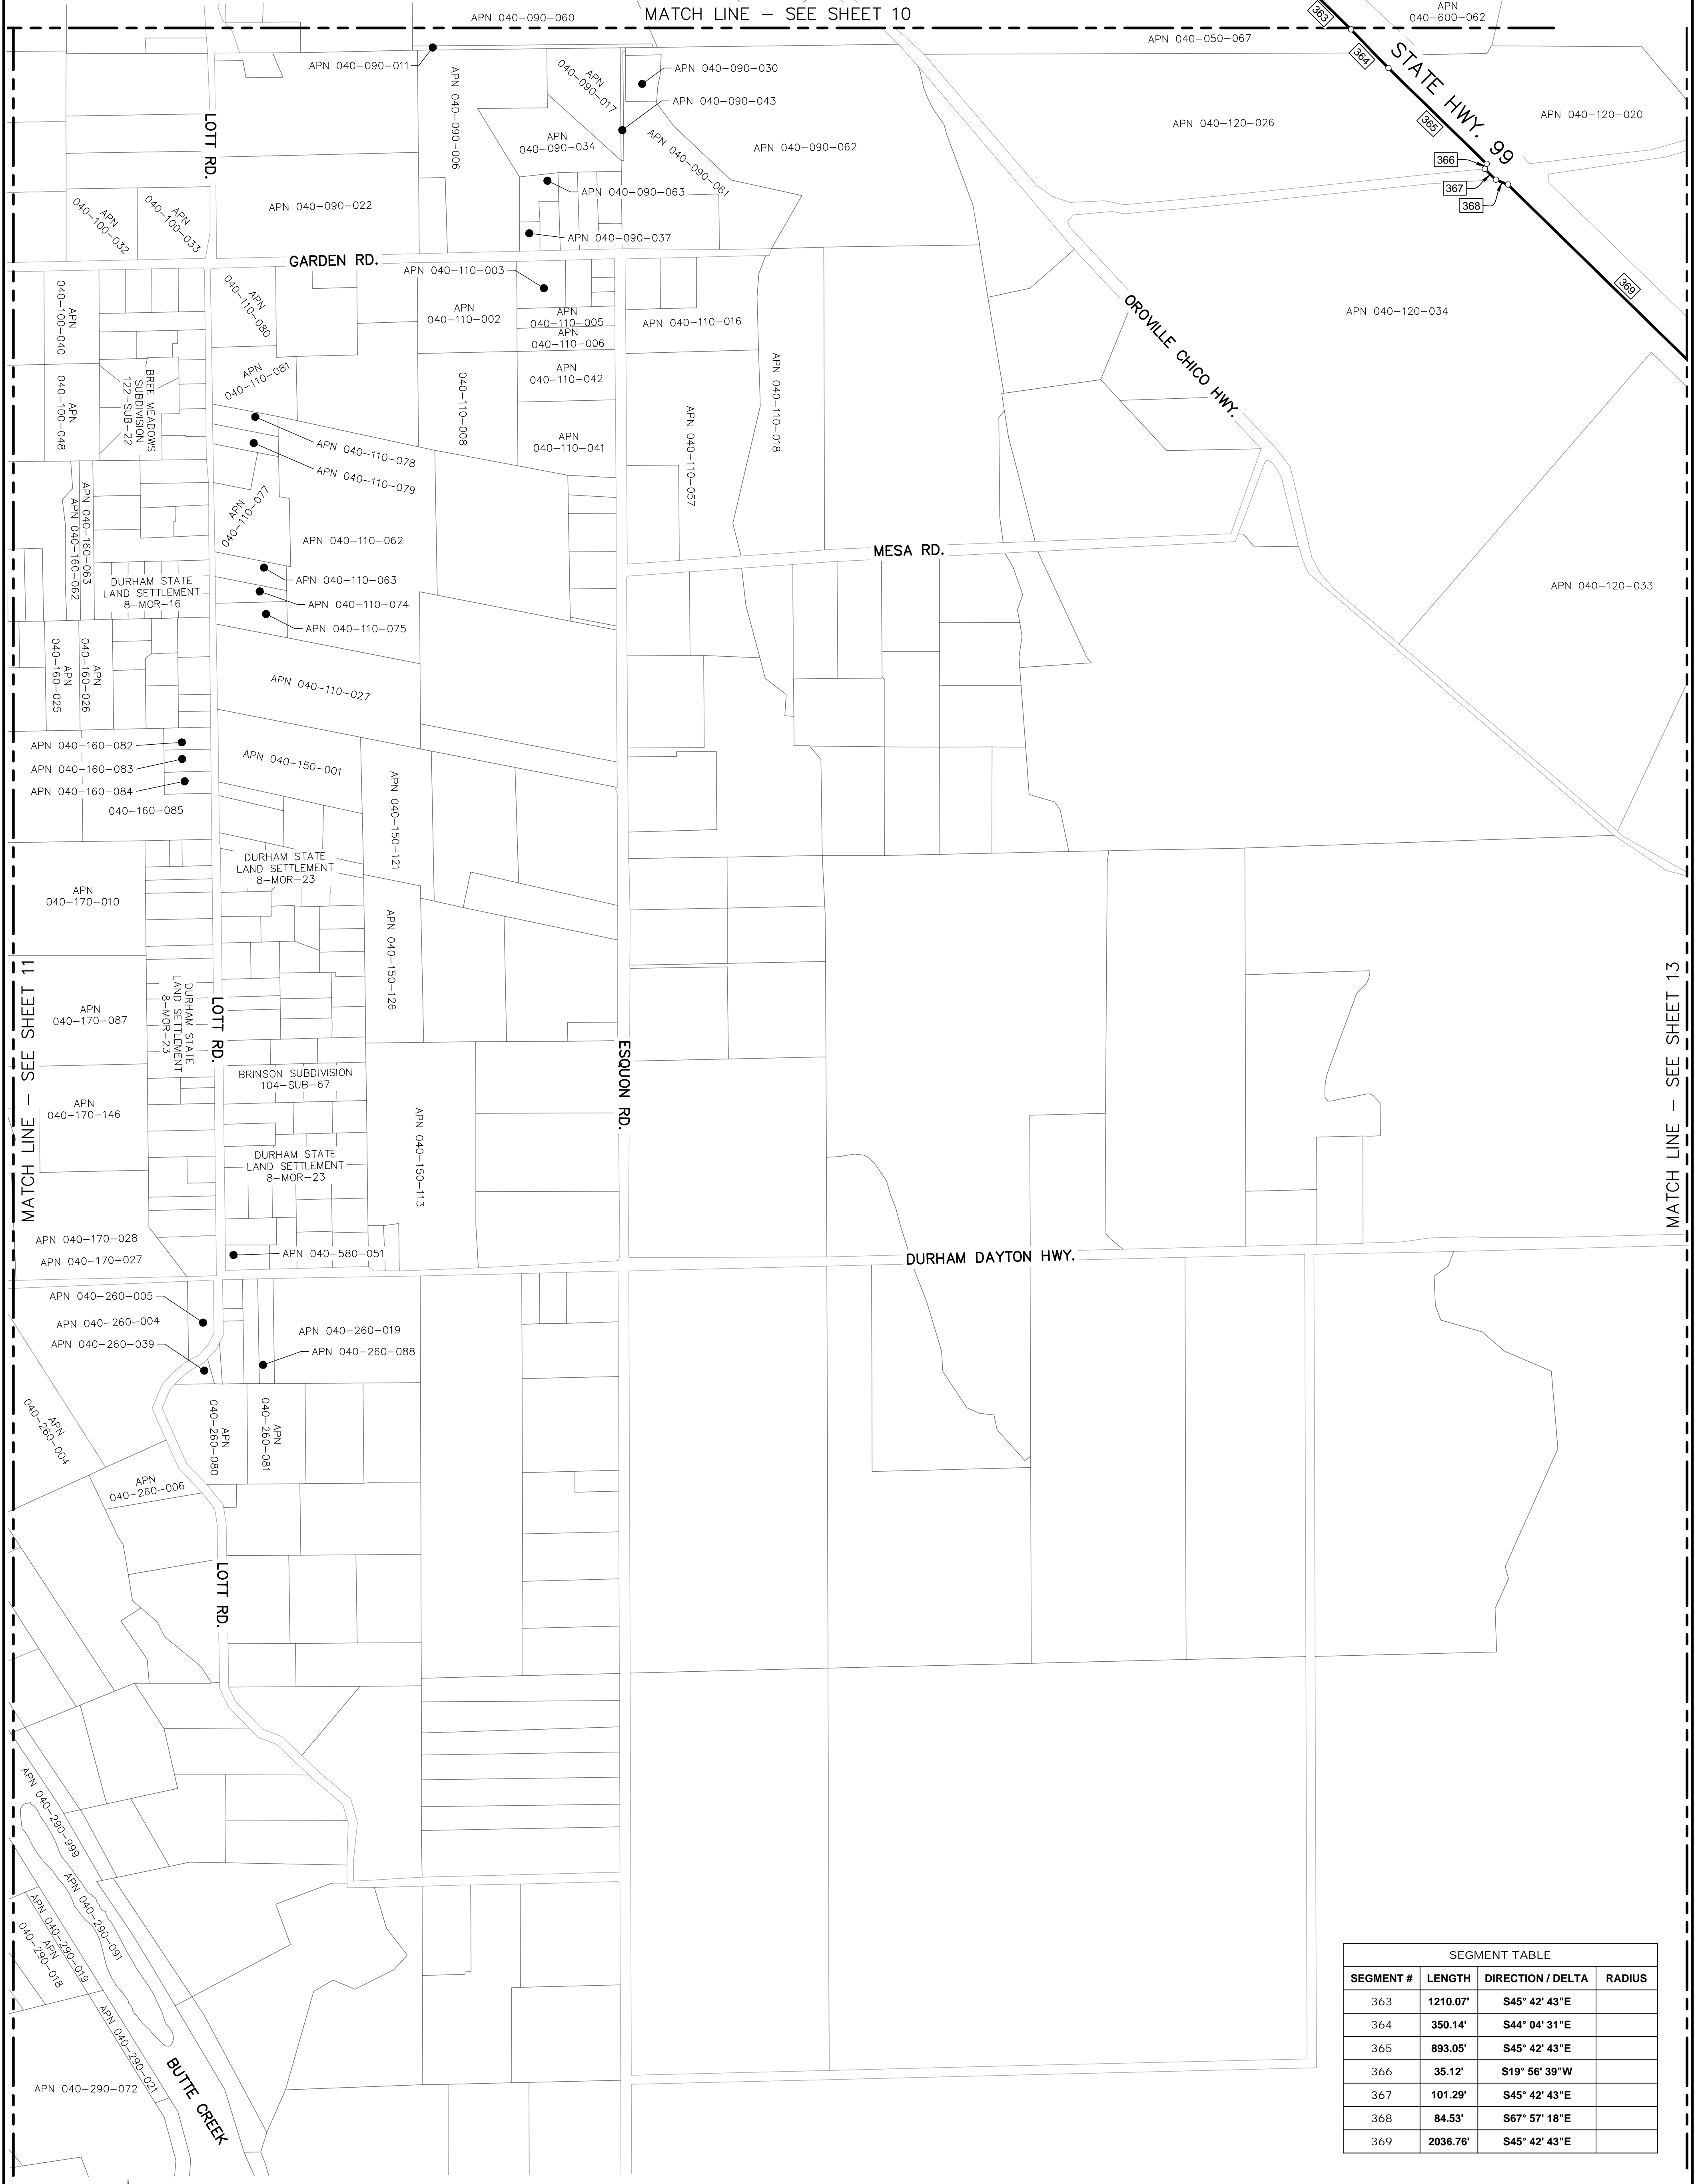 APN 040-090-060
MATCH LINE - SEE SHEET 10
363
APN
040-600-062
APN 040-050-067
364
STATE HWY. 99
APN 040-090-011
APN 040-090-006
APN
040-090-017
APN 040-090-030
APN 040-090-043
365
APN 040-120-026
APN 040-120-020
LOTT RD.
APN
040-090-034
APN 040-090-061
APN 040-090-062
366
367
368
APN 040-090-063
APN
040-100-032
APN
040-100-033
APN 040-090-022
APN 040-090-037
GARDEN RD.
APN 040-110-003
369
APN
040-100-040
APN
040-110-080
APN
040-110-002
APN
040-110-005
APN
040-110-006
APN 040-110-016
OROVILLE CHICO HWY.
APN 040-120-034
APN
040-100-048
BREE MEADOWS
SUBDIVISION
122-SUB-22
APN
040-110-081
040-110-008
APN
040-110-042
APN 040-110-018
APN
040-110-041
APN 040-110-057
APN 040-110-078
APN 040-110-079
APN
040-110-077
APN 040-160-063
APN 040-160-062
APN 040-110-062
MESA RD.
DURHAM STATE
LAND SETTLEMENT
8-MOR-16
APN 040-110-063
APN 040-110-074
APN 040-110-075
APN 040-120-033
APN
040-160-025
APN
040-160-026
APN 040-110-027
APN 040-160-082
APN 040-160-083
APN 040-160-084
040-160-085
APN 040-150-001
APN 040-150-121
DURHAM STATE
LAND SETTLEMENT
8-MOR-23
APN
040-170-010
APN 040-150-126
MATCH LINE - SEE SHEET 11
MATCH LINE - SEE SHEET 13
APN
040-170-087
DURHAM STATE
LAND SETTLEMENT
8-MOR-23
LOTT RD.
ESQUON RD.
BRINSON SUBDIVISION
104-SUB-67
APN
040-170-146
APN 040-150-113
DURHAM STATE
LAND SETTLEMENT
8-MOR-23
APN 040-170-028
APN 040-170-027
APN 040-580-051
DURHAM DAYTON HWY.
APN 040-260-005
APN 040-260-004
APN 040-260-039
APN 040-260-019
APN 040-260-088
APN
040-260-004
APN
040-260-080
APN
040-260-081
APN
040-260-006
LOTT RD.
APN 040-290-999
APN 040-290-091
APN 040-290-019
APN
040-290-018
APN 040-290-021
APN 040-290-072
BUTTE CREEK
SEGMENT TABLE
SEGMENT # LENGTH DIRECTION / DELTA RADIUS
363 1210.07' S45° 42' 43"E
364 350.14' S44° 04' 31"E
365 893.05' S45° 42' 43"E
366 35.12' S19° 56' 39"W
367 101.29' S45° 42' 43"E
368 84.53' S67° 57' 18"E
369 2036.76' S45° 42' 43"E